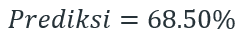 Prediksi = 68.50%